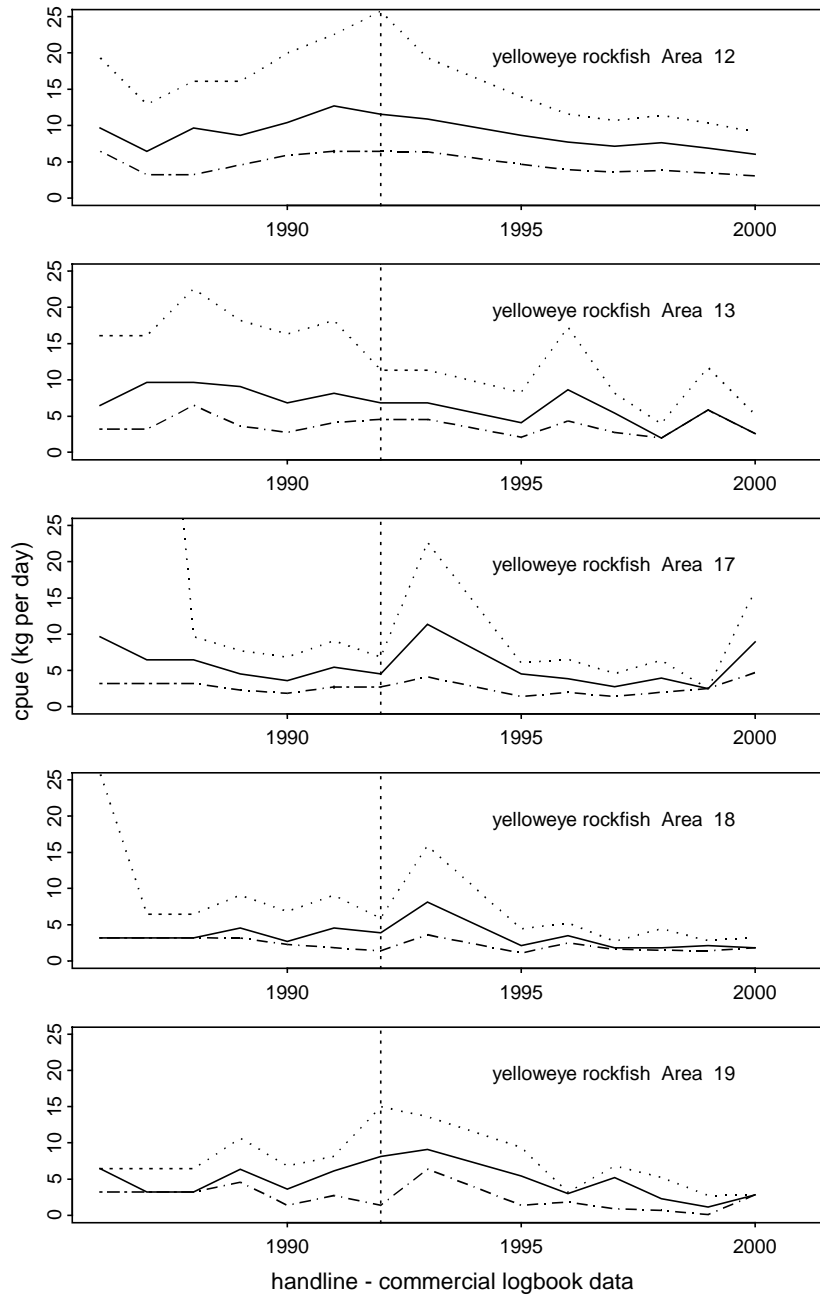 yelloweye rockfish Area 12
25
20
15
10
5
0
1990 1995 2000
yelloweye rockfish Area 13
25
20
15
10
5
0
1990 1995 2000
yelloweye rockfish Area 17
25
20
15
10
5
0
1990 1995 2000
cpue (kg per day)
yelloweye rockfish Area 18
25
20
15
10
5
0
1990 1995 2000
yelloweye rockfish Area 19
25
20
15
10
5
0
1990 1995 2000
handline - commercial logbook data